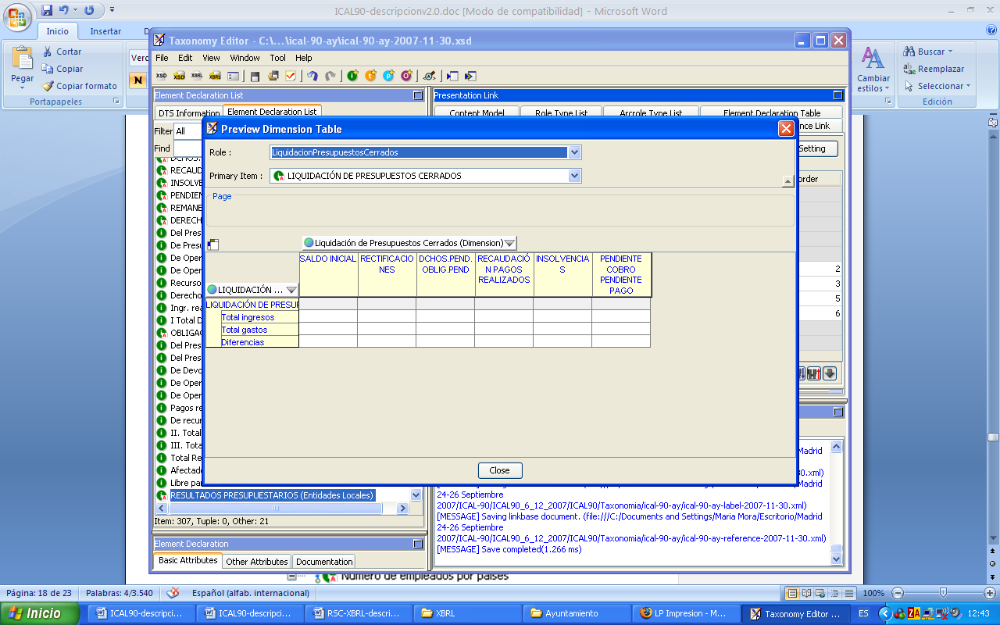 ICAL90-descripcionv2.0.doc [Modo de compatibilidad] - Microsoft Word
Inicio
Insertar
Pegar
Cortar
Copiar
Copiar formato
Portapapeles
Verd
N
Cambiar estilos
Buscar
Reemplazar
Seleccionar
Edición
Taxonomy Editor - C:\...\ical-90-ay\ical-90-ay-2007-11-30.xsd
File Edit View Window Tool Help
Element Declaration List
DTS Information
Element Declaration List
Filter All
Find
Presentation Link
Content Model
Role Type List
Arcrole Type List
Element Declaration Table
nce Link
Setting
order
2
3
5
6
Preview Dimension Table
Role :
LiquidacionPresupuestosCerrados
Primary Item :
LIQUIDACIÓN DE PRESUPUESTOS CERRADOS
Page
Liquidación de Presupuestos Cerrados (Dimension)
SALDO INICIAL
RECTIFICACIO
NES
DCHOS.PEND.
OBLIG.PEND
RECAUDACIÓ
N PAGOS
REALIZADOS
INSOLVENCIA
S
PENDIENTE
COBRO
PENDIENTE
PAGO
LIQUIDACIÓN ...
LIQUIDACIÓN DE PRESUP
Total ingresos
Total gastos
Diferencias
Close
DCHOS.
RECAUD
INSOLVE
PENDIEN
REMANE
DERECH
Del Pres
De Pres
De Oper
De Oper
Recurso
Derecho
Ingr. rea
I Total D
OBLIGAC
Del Pres
Del Pres
De Devo
De Oper
De Oper
Pagos re
De recur
II. Total
III. Tota
Total Re
Afectado
Libre par
RESULTADOS PRESUPUESTARIOS (Entidades Locales)
Item: 307, Tuple: 0, Other: 21
Element Declaration
Basic Attributes
Other Attributes
Documentation
Madrid
30.xml)
Madrid
24-26 Septiembre
2007/ICAL-90/ICAL90_6_12_2007/ICAL90/Taxonomia/ical-90-ay/ical-90-ay-label-2007-11-30.xml)
[MESSAGE] Saving linkbase document. (file:///C:/Documents and Settings/Maria Mora/Escritorio/Madrid
24-26 Septiembre
2007/ICAL-90/ICAL90_6_12_2007/ICAL90/Taxonomia/ical-90-ay/ical-90-ay-reference-2007-11-30.xml)
[MESSAGE] Save completed(1.266 ms)
Número de empleados por países
Página: 18 de 23
Palabras: 4/3.540
Español (alfab. internacional)
100%
Inicio
ICAL90-descripci...
ICAL90-descripci...
RSC-XBRL-descri...
XBRL
Ayuntamiento
LP Impresion - M...
Taxonomy Editor ...
ES
12:43